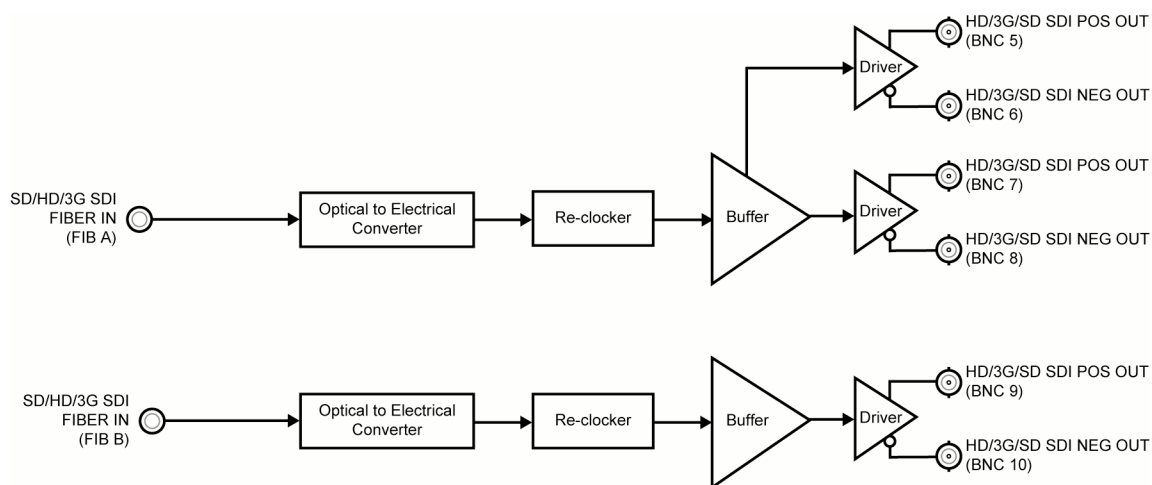 HD/3G/SD SDI POS OUT
(BNC 5)
Driver
HD/3G/SD SDI NEG OUT
(BNC 6)
SD/HD/3G SDI
FIBER IN
(FIB A)
Optical to Electrical
Converter
Re-clocker
Buffer
HD/3G/SD SDI POS OUT
(BNC 7)
Driver
HD/3G/SD SDI NEG OUT
(BNC 8)
SD/HD/3G SDI
FIBER IN
(FIB B)
Optical to Electrical
Converter
Re-clocker
Buffer
HD/3G/SD SDI POS OUT
(BNC 9)
Driver
HD/3G/SD SDI NEG OUT
(BNC 10)